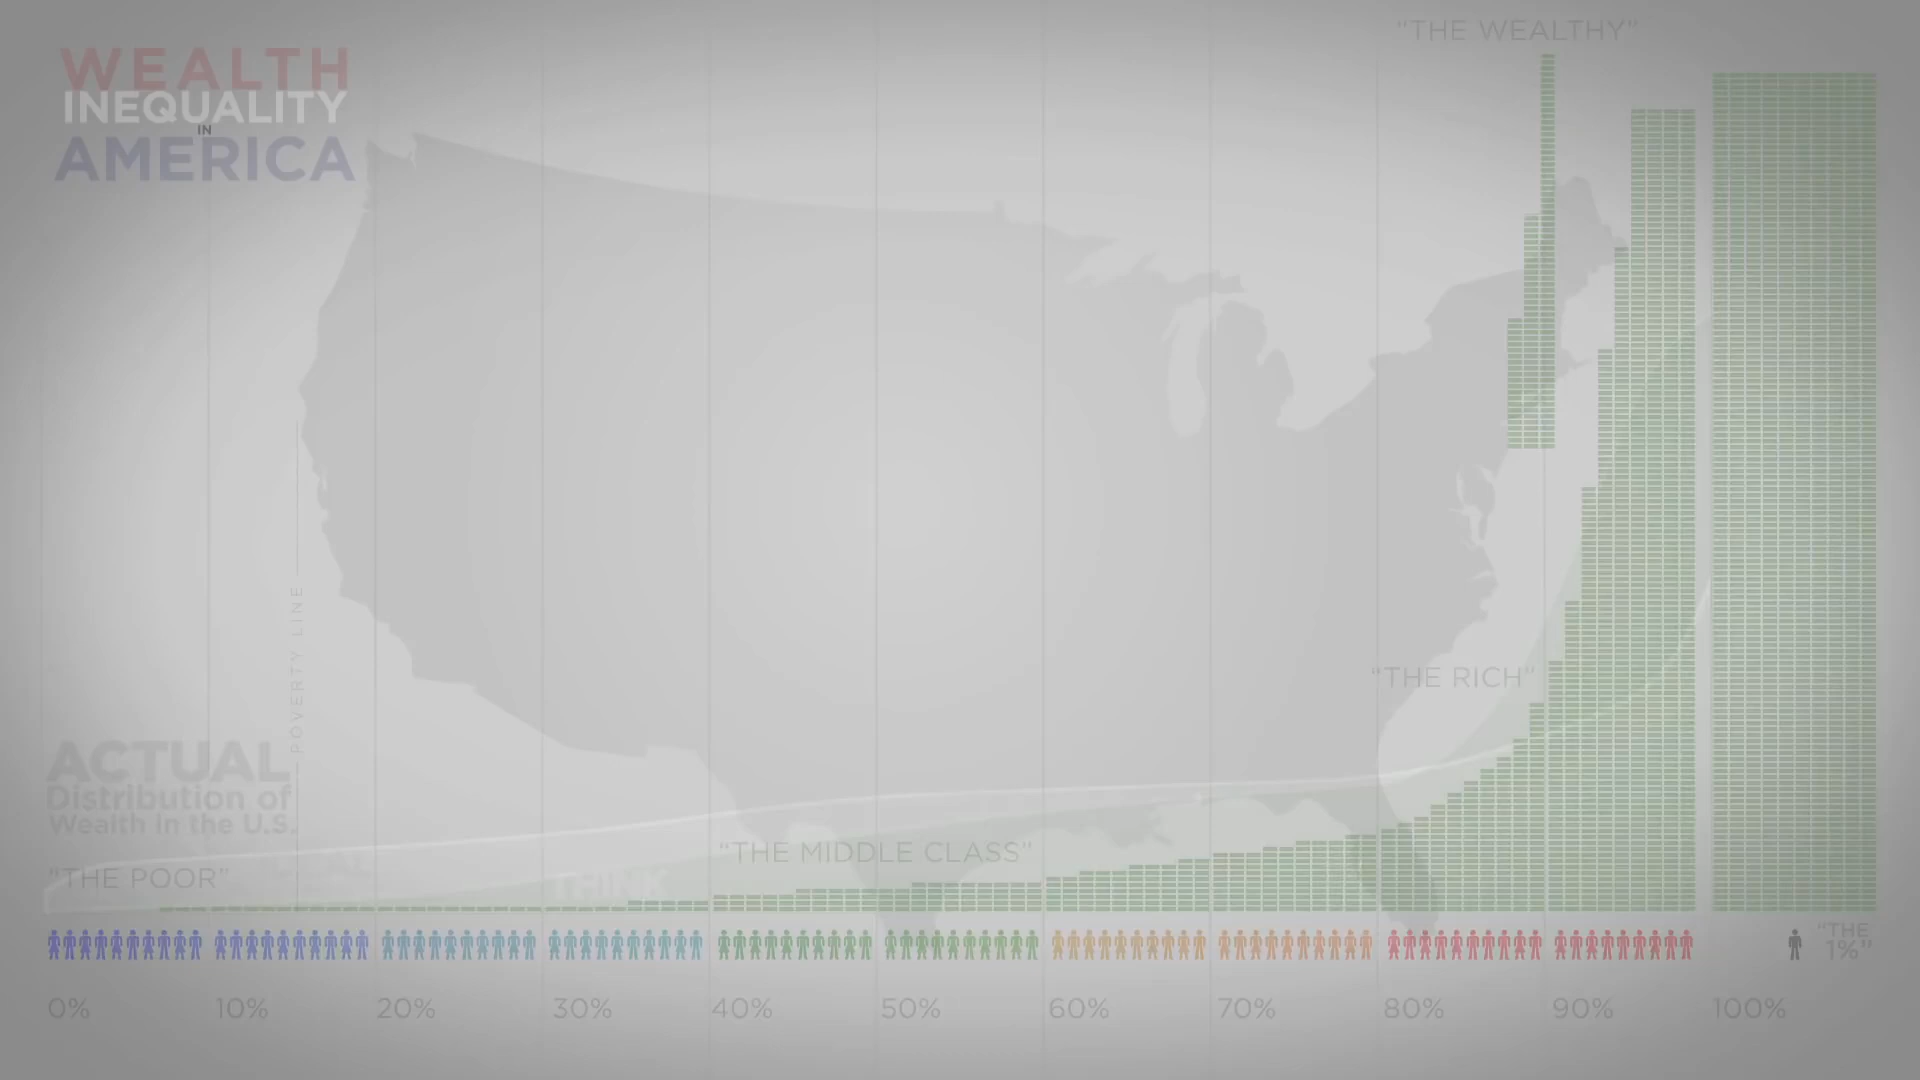 WEALTH
INEQUALITY
IN
AMERICA
“THE WEALTHY”
POVERTY LINE
“THE RICH”
ACTUAL
Distribution of
Wealth in the U.S.
“THE MIDDLE CLASS”
“THE POOR”
THINK
“THE
1%”
0% 10% 20% 30% 40% 50% 60% 70% 80% 90% 100%